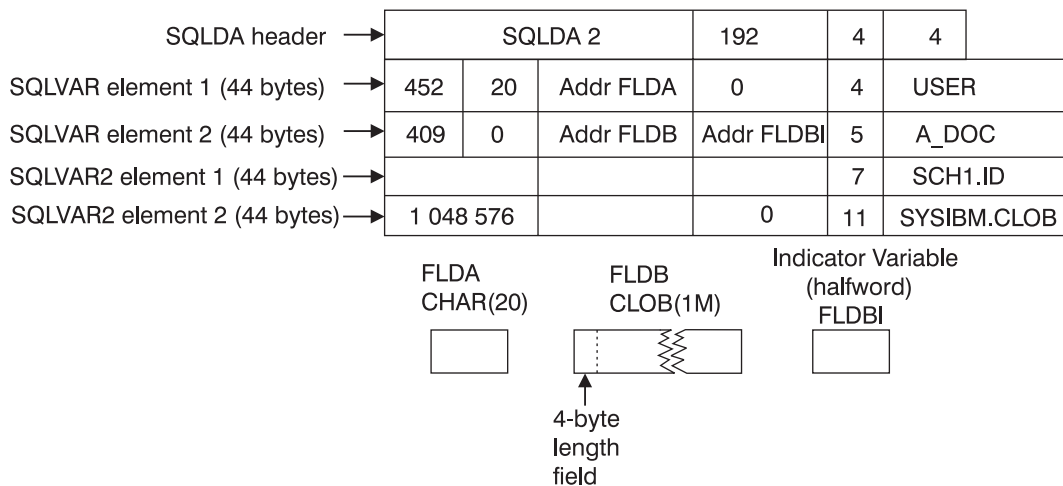 SQLDA header SQLDA 2 192 4 4
SQLVAR element 1 (44 bytes) 452 20 Addr FLDA 0 4 USER
SQLVAR element 2 (44 bytes) 409 0 Addr FLDB Addr FLDBI 5 A_DOC
SQLVAR2 element 1 (44 bytes) 7 SCH1.ID
SQLVAR2 element 2 (44 bytes) 1 048 576 0 11 SYSIBM.CLOB
FLDA
CHAR(20)
FLDB
CLOB(1M)
Indicator Variable
(halfword)
FLDBI
4-byte
length
field